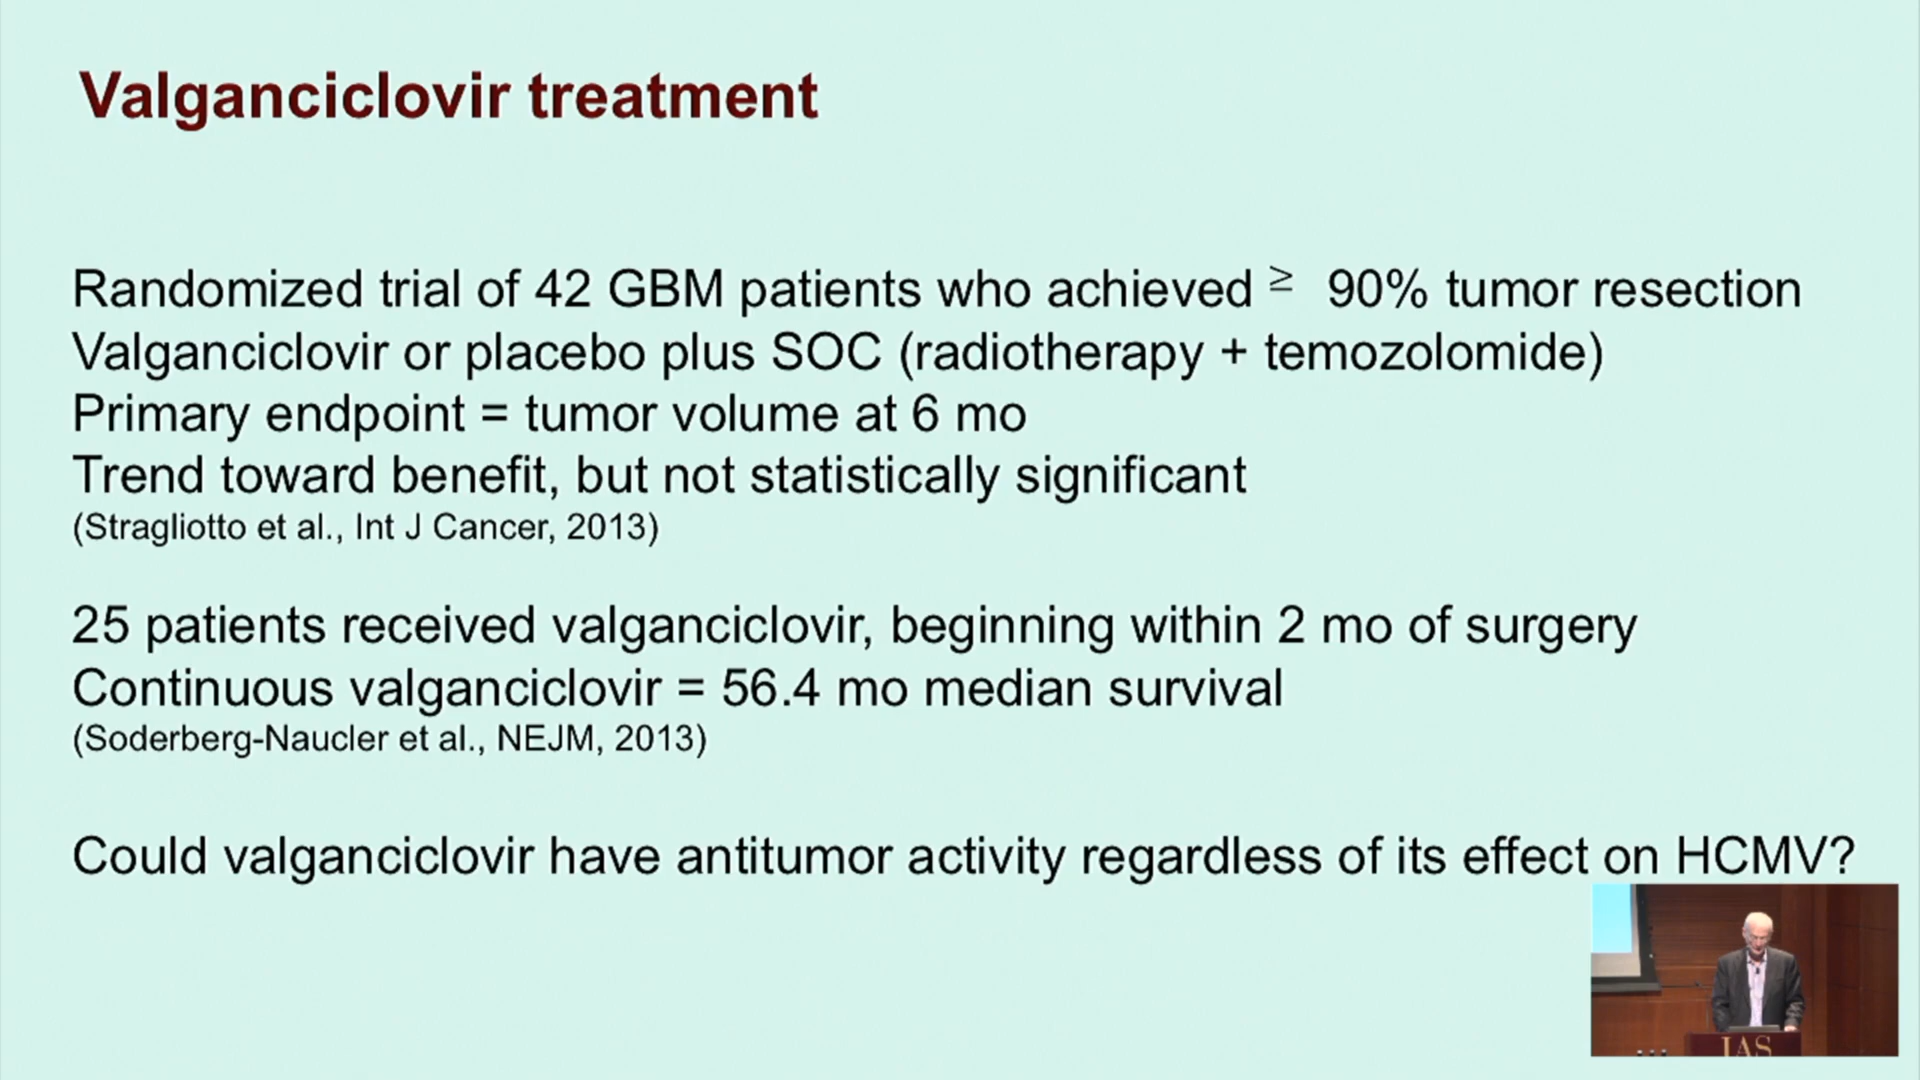 Valganciclovir treatment
Randomized trial of 42 GBM patients who achieved ≥ 90% tumor resection
Valganciclovir or placebo plus SOC (radiotherapy + temozolomide)
Primary endpoint = tumor volume at 6 mo
Trend toward benefit, but not statistically significant
(Stragliotto et al., Int J Cancer, 2013)
25 patients received valganciclovir, beginning within 2 mo of surgery
Continuous valganciclovir = 56.4 mo median survival
(Soderberg-Naucler et al., NEJM, 2013)
Could valganciclovir have antitumor activity regardless of its effect on HCMV?
IAS